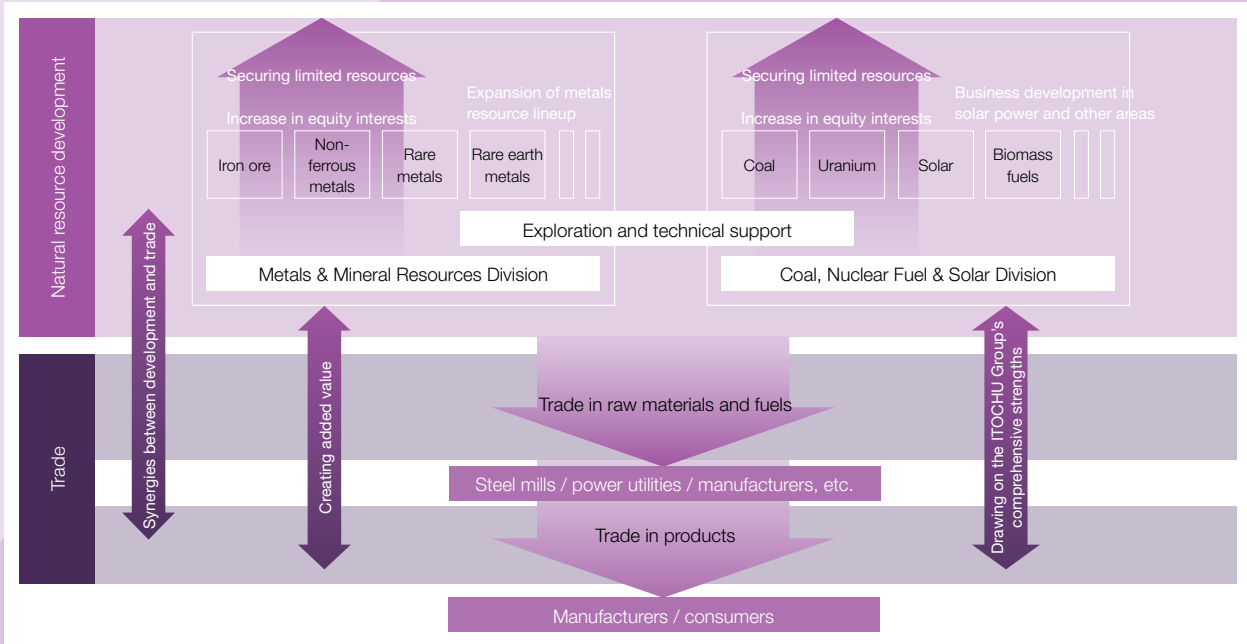 Natural resource development
Securing limited resources
Increase in equity interests
Expansion of metals
resource lineup
Iron ore
Non-
ferrous
metals
Rare
metals
Rare earth
metals
Metals & Mineral Resources Division
Securing limited resources
Increase in equity interests
Business development in
solar power and other areas
Coal
Uranium
Solar
Biomass
fuels
Coal, Nuclear Fuel & Solar Division
Exploration and technical support
Synergies between development and trade
Creating added value
Drawing on the ITOCHU Group's
comprehensive strengths
Trade
Trade in raw materials and fuels
Steel mills / power utilities / manufacturers, etc.
Trade in products
Manufacturers / consumers